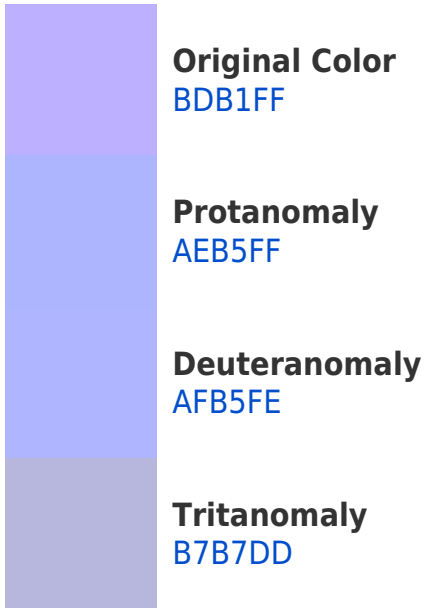 Original Color
BDB1FF
Protanomaly
AEB5FF
Deuteranomaly
AFB5FE
Tritanomaly
B7B7DD